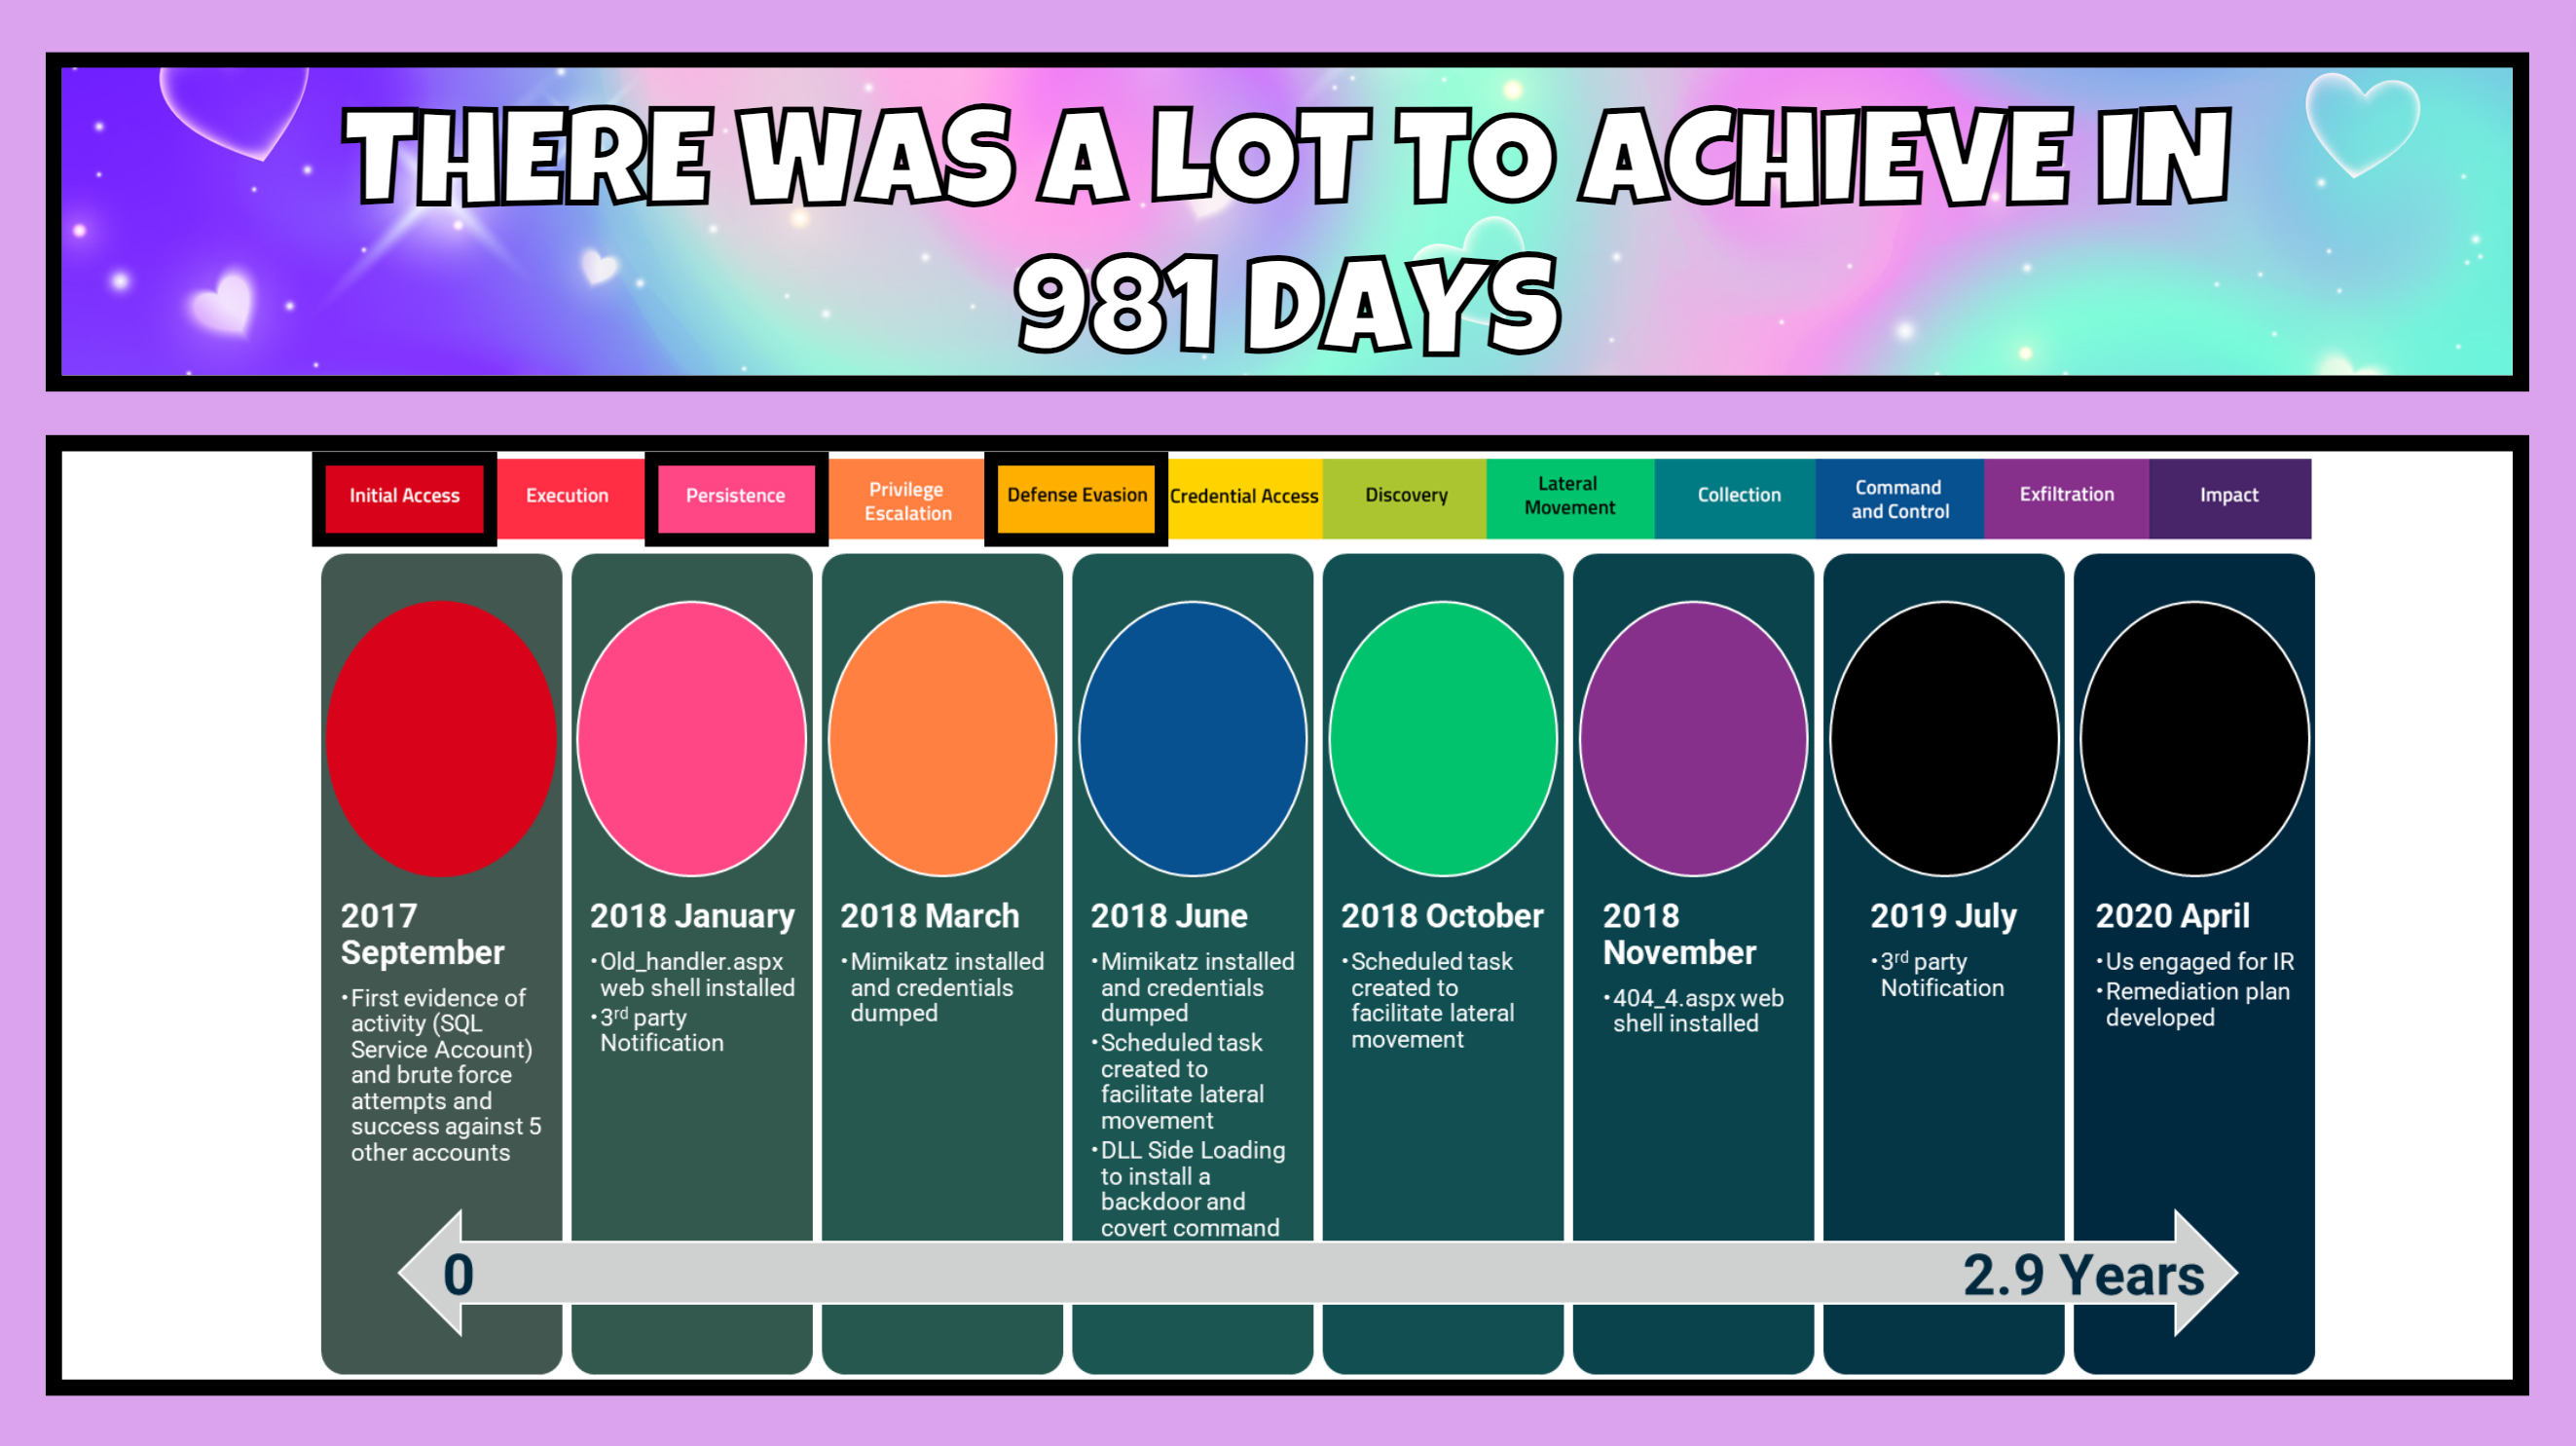 THERE WAS A LOT TO ACHIEVE IN
981 DAYS
Initial Access
Execution
Persistence
Privilege
Escalation
Defense Evasion
Credential Access
Discovery
Lateral
Movement
Collection
Command
and Control
Exfiltration
Impact
2017
September
•First evidence of
activity (SQL
Service Account)
and brute force
attempts and
success against 5
other accounts
2018 January
•Old_handler.aspx
web shell installed
•3rd party
Notification
2018 March
•Mimikatz installed
and credentials
dumped
2018 June
•Mimikatz installed
and credentials
dumped
•Scheduled task
created to
facilitate lateral
movement
•DLL Side Loading
to install a
backdoor and
covert command
2018 October
•Scheduled task
created to
facilitate lateral
movement
2018
November
•404_4.aspx web
shell installed
2019 July
•3rd party
Notification
2020 April
•Us engaged for IR
•Remediation plan
developed
0
2.9 Years